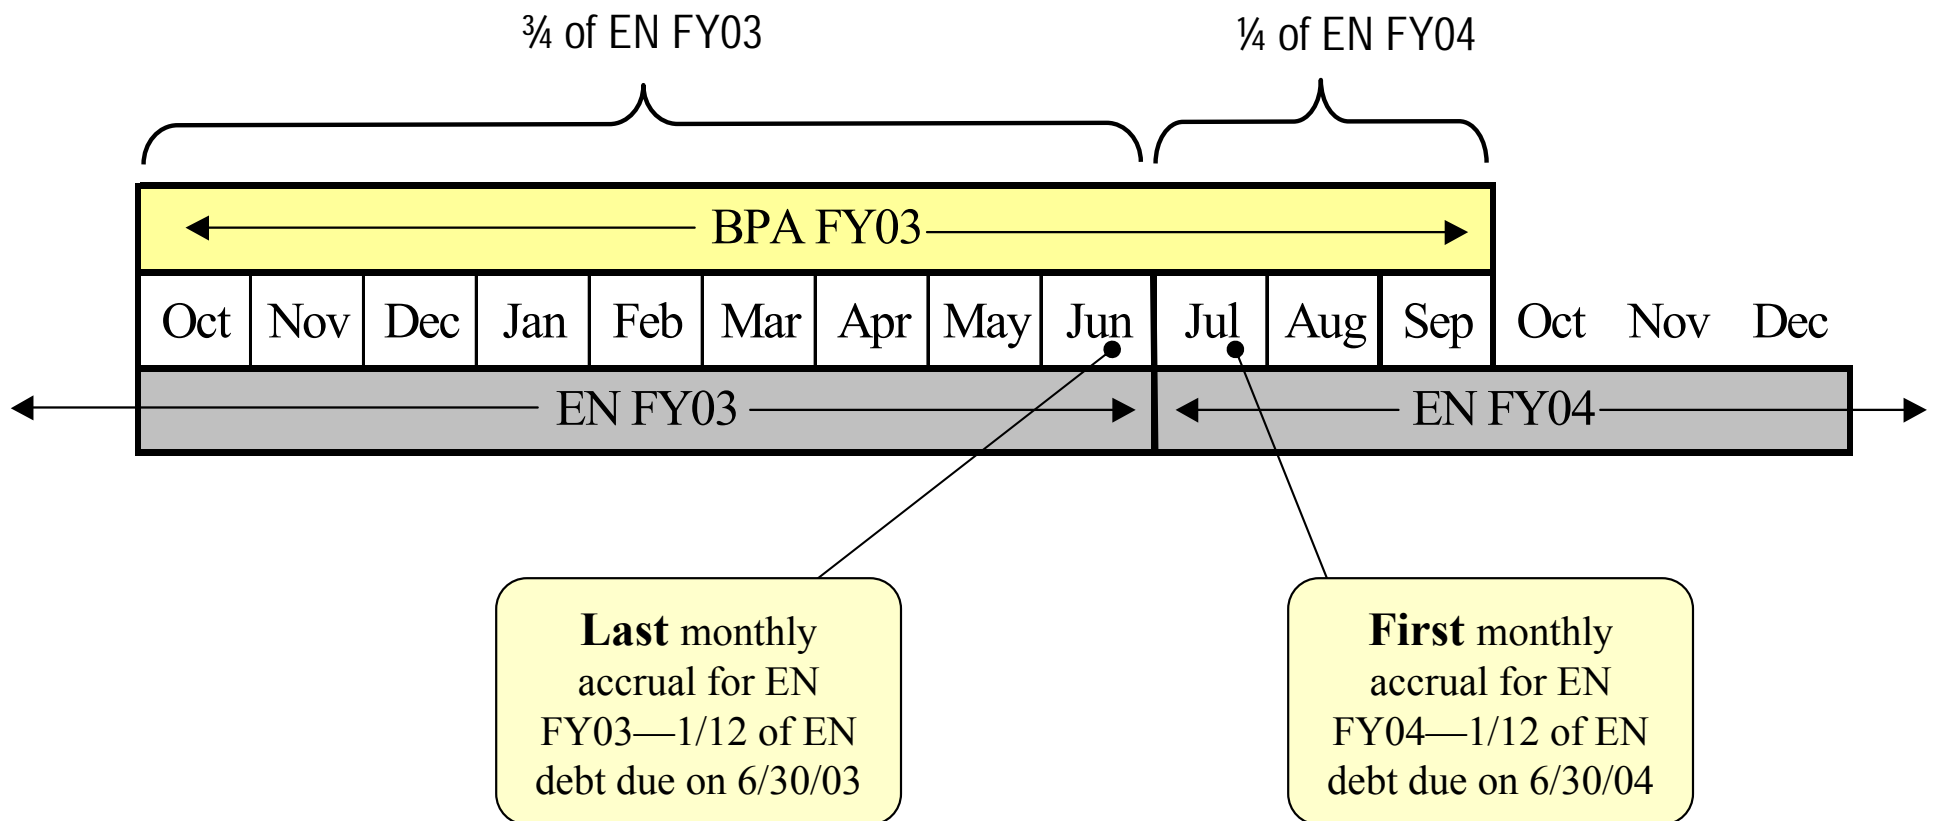 ¾ of EN FY03
¼ of EN FY04
BPA FY03
Oct Nov Dec Jan Feb Mar Apr May Jun Jul Aug Sep Oct Nov Dec
EN FY03
EN FY04
Last monthly
accrual for EN
FY03—1/12 of EN
debt due on 6/30/03
First monthly
accrual for EN
FY04—1/12 of EN
debt due on 6/30/04